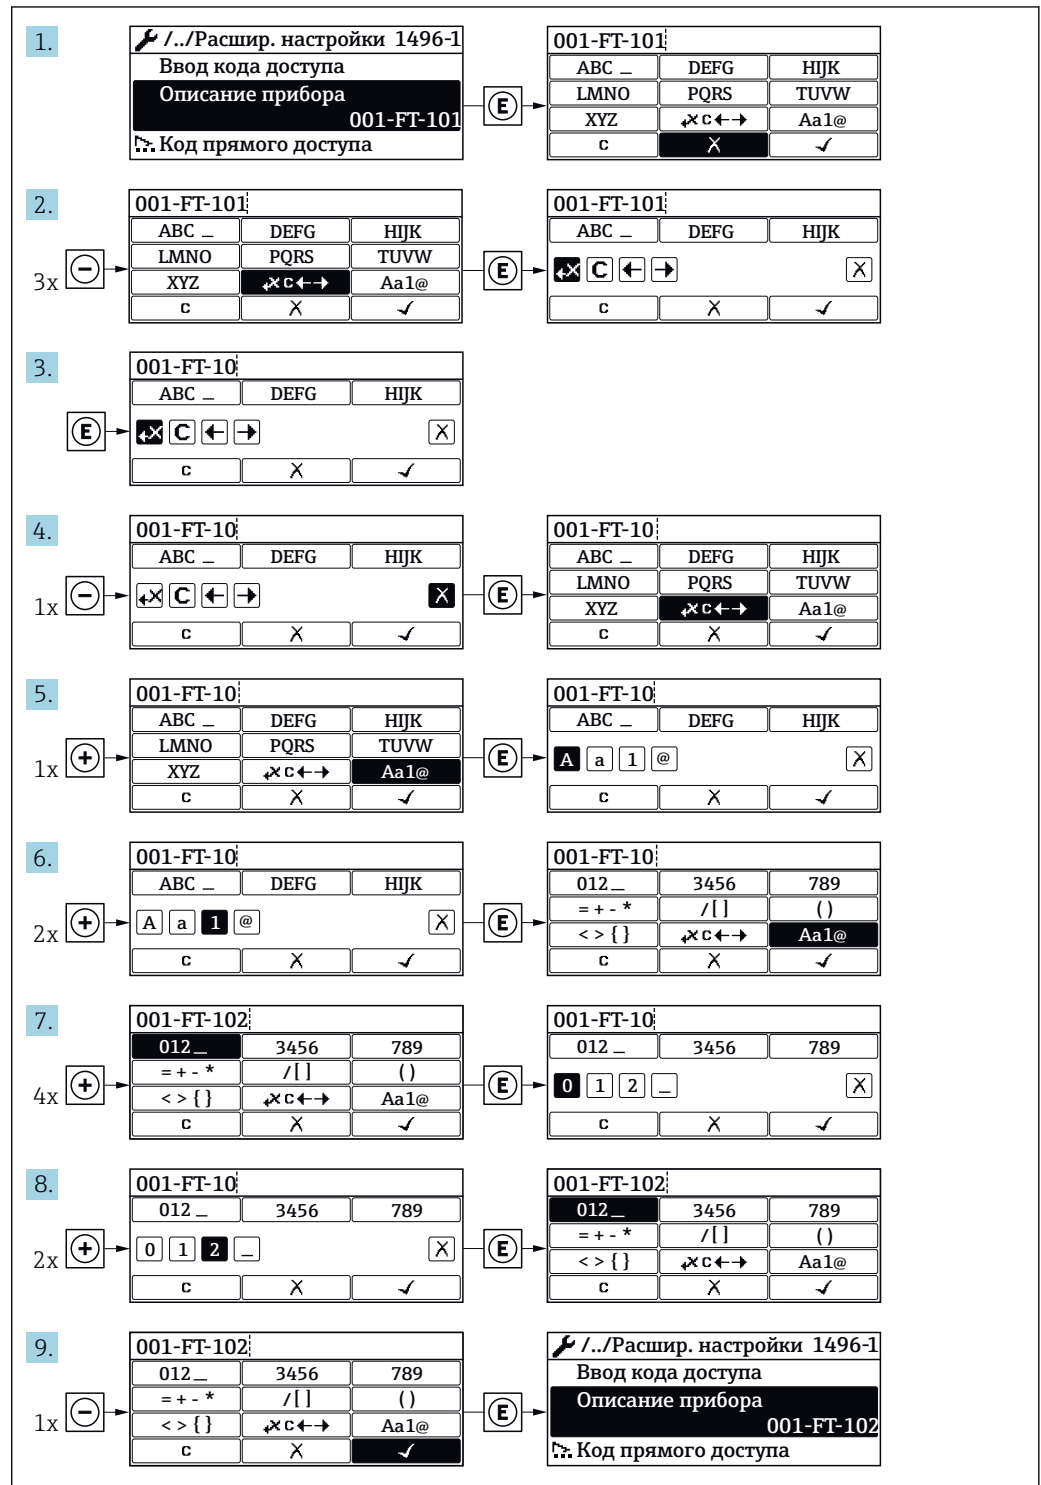 1.
/../Расшир. настройки 1496-1
Ввод кода доступа
Описание прибора
001-FT-101
Код прямого доступа
E
001-FT-101
ABC _ DEFG HIJK
LMNO PQRS TUVW
XYZ C Aa1@
C
2.
3x
001-FT-101
ABC _ DEFG HIJK
LMNO PQRS TUVW
XYZ C Aa1@
C
E
001-FT-101
ABC _ DEFG HIJK
C
C
3.
E
001-FT-10
ABC _ DEFG HIJK
C
C
4.
1x
001-FT-10
ABC _ DEFG HIJK
C
C
E
001-FT-10
ABC _ DEFG HIJK
LMNO PQRS TUVW
XYZ C Aa1@
C
5.
1x
001-FT-10
ABC _ DEFG HIJK
LMNO PQRS TUVW
XYZ C Aa1@
C
E
001-FT-10
ABC _ DEFG HIJK
A a 1 @
C
6.
2x
001-FT-10
ABC _ DEFG HIJK
A a 1 @
C
E
001-FT-10
012_ 3456 789
= + - * / [ ] ( )
< > { } C Aa1@
C
7.
4x
001-FT-102
012_ 3456 789
= + - * / [ ] ( )
< > { } C Aa1@
C
E
001-FT-10
012 _ 3456 789
0 1 2 _
C
8.
2x
001-FT-10
012 _ 3456 789
0 1 2 _
C
E
001-FT-102
012_ 3456 789
= + - * / [ ] ( )
< > { } C Aa1@
C
9.
1x
001-FT-102
012_ 3456 789
= + - * / [ ] ( )
< > { } C Aa1@
C
E
/../Расшир. настройки 1496-1
Ввод кода доступа
Описание прибора
001-FT-102
Код прямого доступа